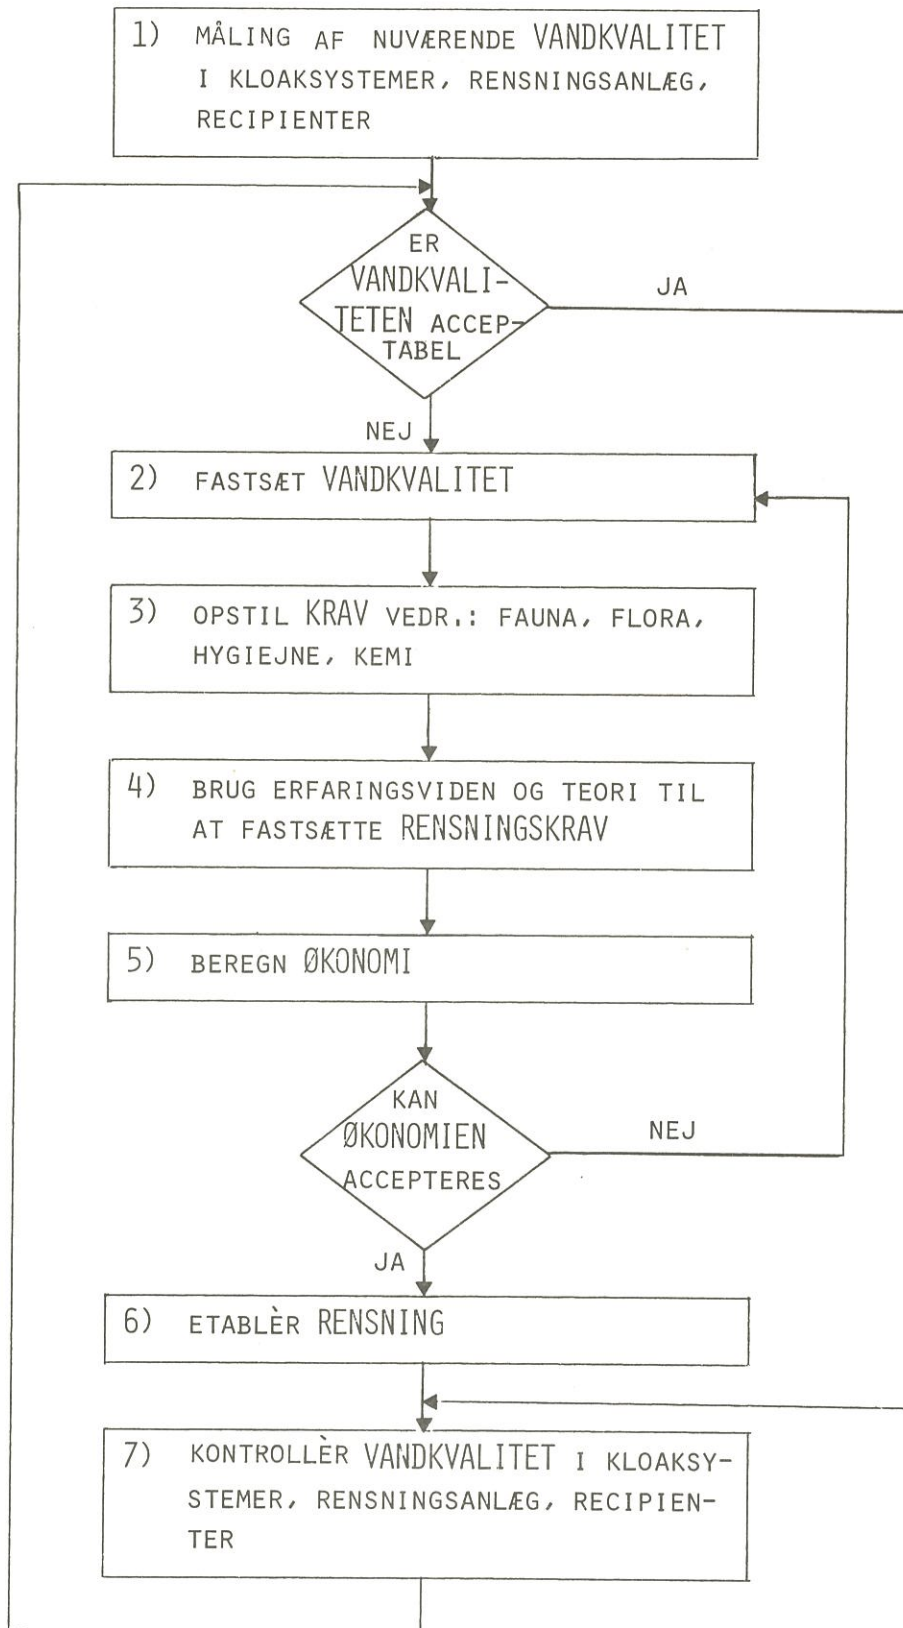 1) MÅLING AF NUVÆRENDE VANDKVALITET
I KLOAKSYSTEMER, RENSNINGSANLÆG,
RECIPIENTER
ER
VANDKVALI-
TETEN ACCEP-
TABEL
JA
NEJ
2) FASTSÆT VANDKVALITET
3) OPSTIL KRAV VEDR.: FAUNA, FLORA,
HYGIEJNE, KEMI
4) BRUG ERFARINGSVIDEN OG TEORI TIL
AT FASTSÆTTE RENSNINGSKRAV
5) BEREGN ØKONOMI
KAN
ØKONOMIEN
ACCEPTERES
NEJ
JA
6) ETABLÈR RENSNING
7) KONTROLLÈR VANDKVALITET I KLOAKSY-
STEMER, RENSNINGSANLÆG, RECIPIEN-
TER